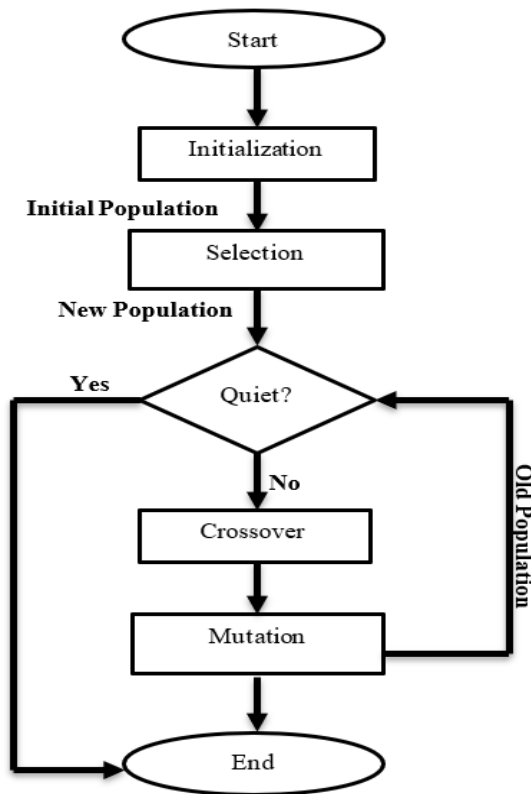 Start
Initialization
Initial Population
Selection
New Population
Yes
Quiet?
No
Old Population
Crossover
Mutation
End